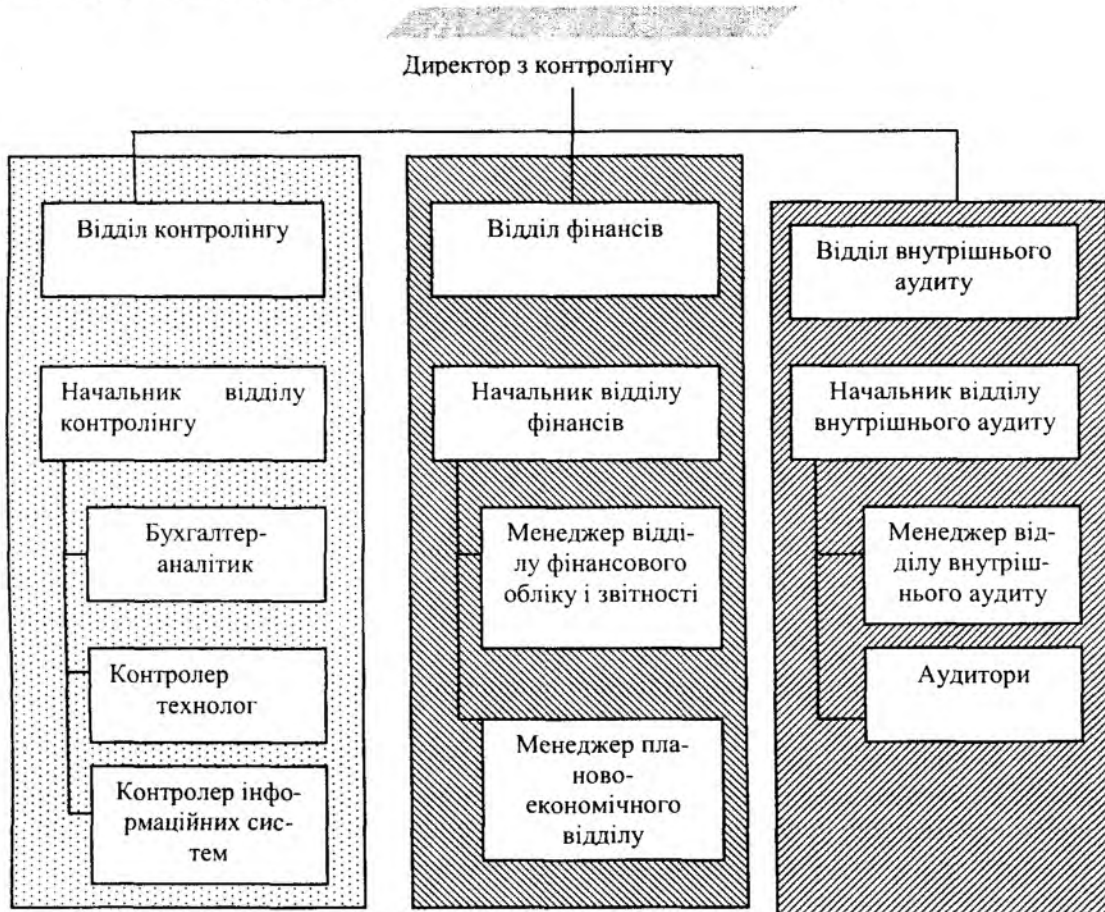 Директор з контролінгу
Відділ контролінгу
Начальник відділу
контролінгу
Бухгалтер-
аналітик
Контролер
технолог
Контролер інфо-
рмаційних сис-
тем
Відділ фінансів
Начальник відділу
фінансів
Менеджер відді-
лу фінансового
обліку і звітності
Менеджер пла-
ново-
економічного
відділу
Відділ внутрішнього
аудиту
Начальник відділу
внутрішнього аудиту
Менеджер від-
ділу внутріш-
нього аудиту
Аудитори